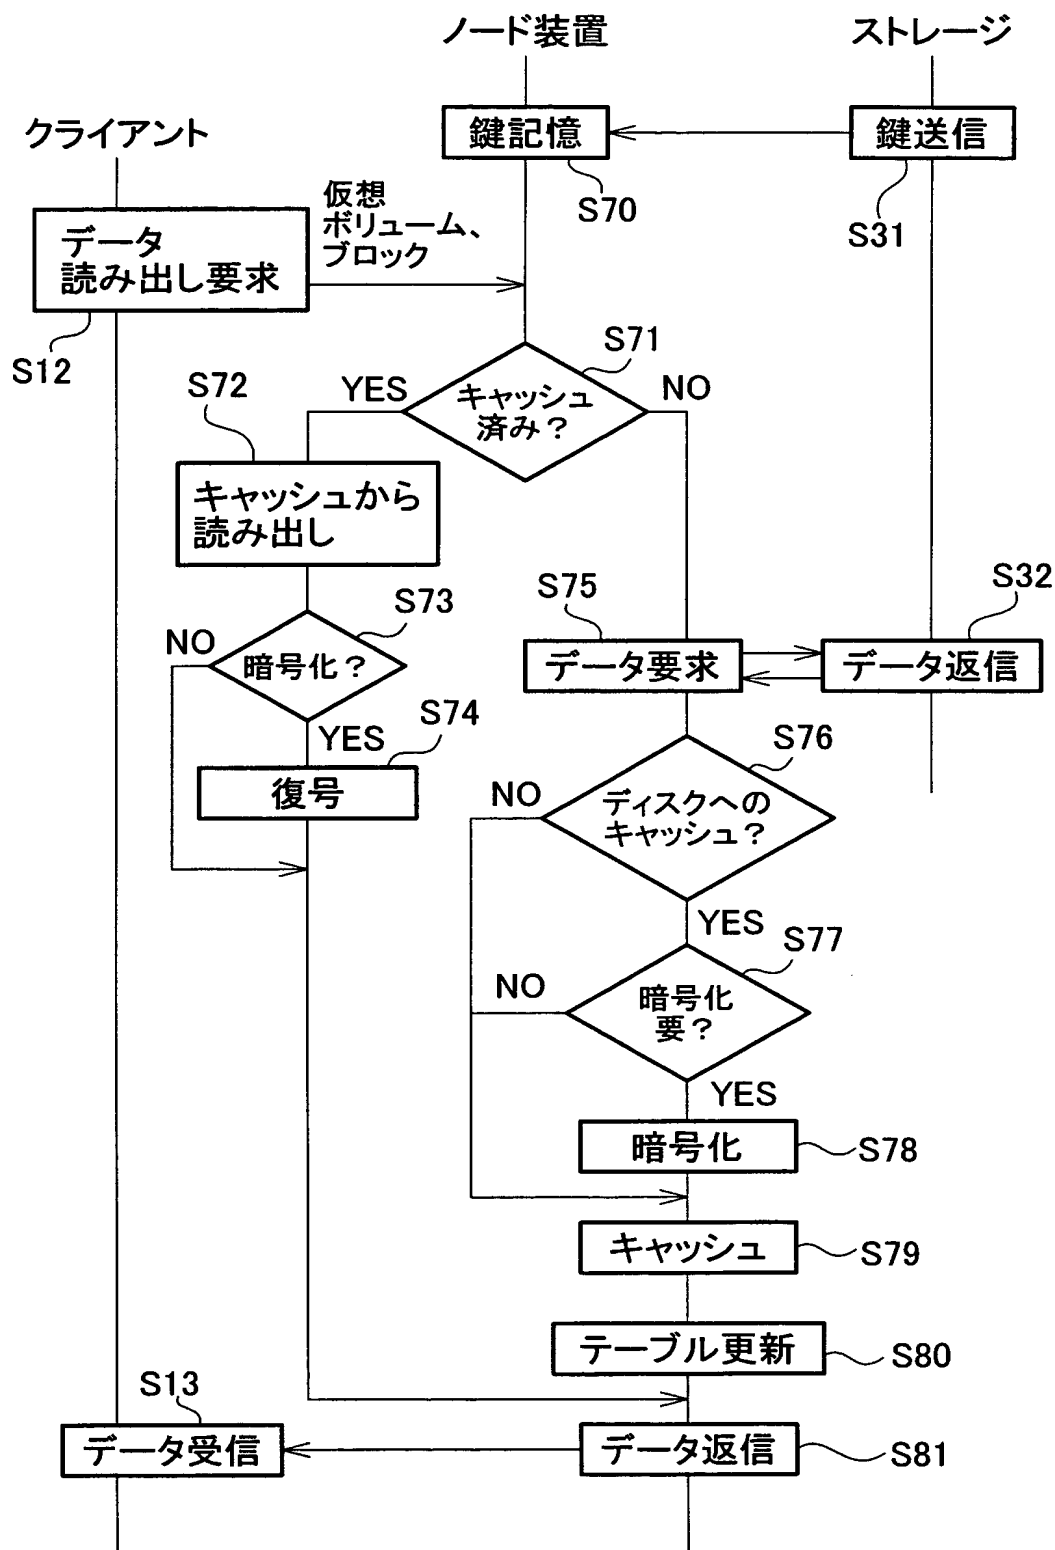 ノード装置
ストレージ
クライアント
鍵記憶
鍵送信
S70
S31
仮想
ボリューム、
ブロック
データ
読み出し要求
S12
S71
S72
YES
NO
キャッシュ
済み？
キャッシュから
読み出し
S73
S75
S32
NO
暗号化？
データ要求
データ返信
S74
YES
S76
復号
NO
ディスクへの
キャッシュ？
YES
S77
NO
暗号化
要？
YES
暗号化
S78
キャッシュ
S79
テーブル更新
S80
S13
データ受信
データ返信
S81